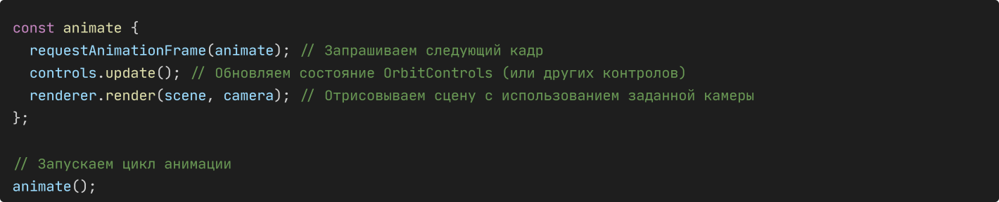 const animate {
  requestAnimationFrame(animate); // Запрашиваем следующий кадр
  controls.update(); // Обновляем состояние OrbitControls (или других контролов)
  renderer.render(scene, camera); // Отрисовываем сцену с использованием заданной камеры
};

// Запускаем цикл анимации
animate();